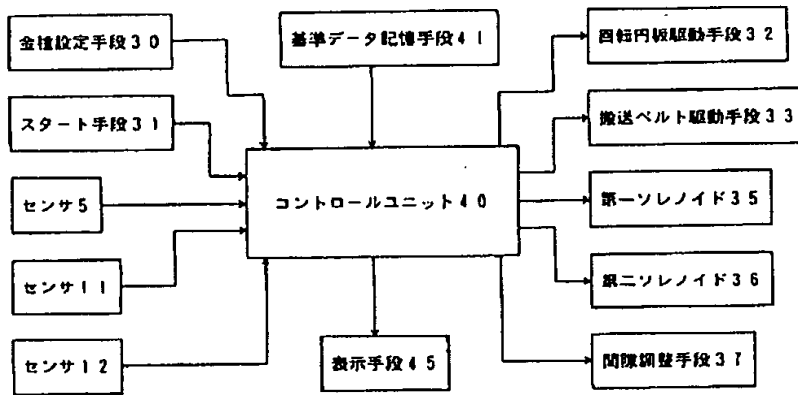 金種設定手段30
基準データ記憶手段41
回転円板駆動手段32
スタート手段31
搬送ベルト駆動手段33
センサ5
コントロールユニット40
第一ソレノイド35
センサ11
第二ソレノイド36
センサ12
表示手段45
間隙調整手段37